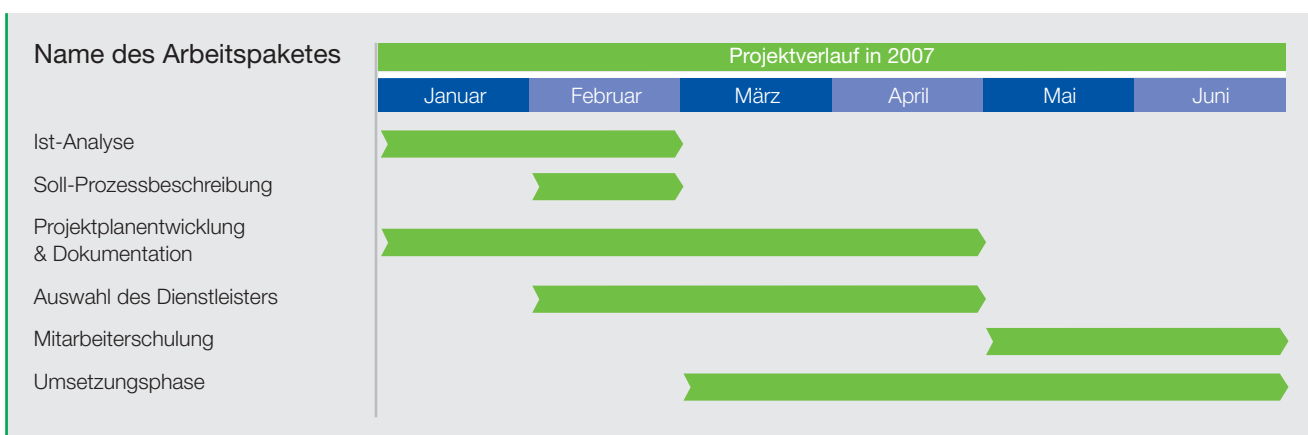 Name des Arbeitspaketes
Projektverlauf in 2007
Januar Februar März April Mai Juni
Ist-Analyse
Soll-Prozessbeschreibung
Projektplanentwicklung
& Dokumentation
Auswahl des Dienstleisters
Mitarbeiterschulung
Umsetzungsphase